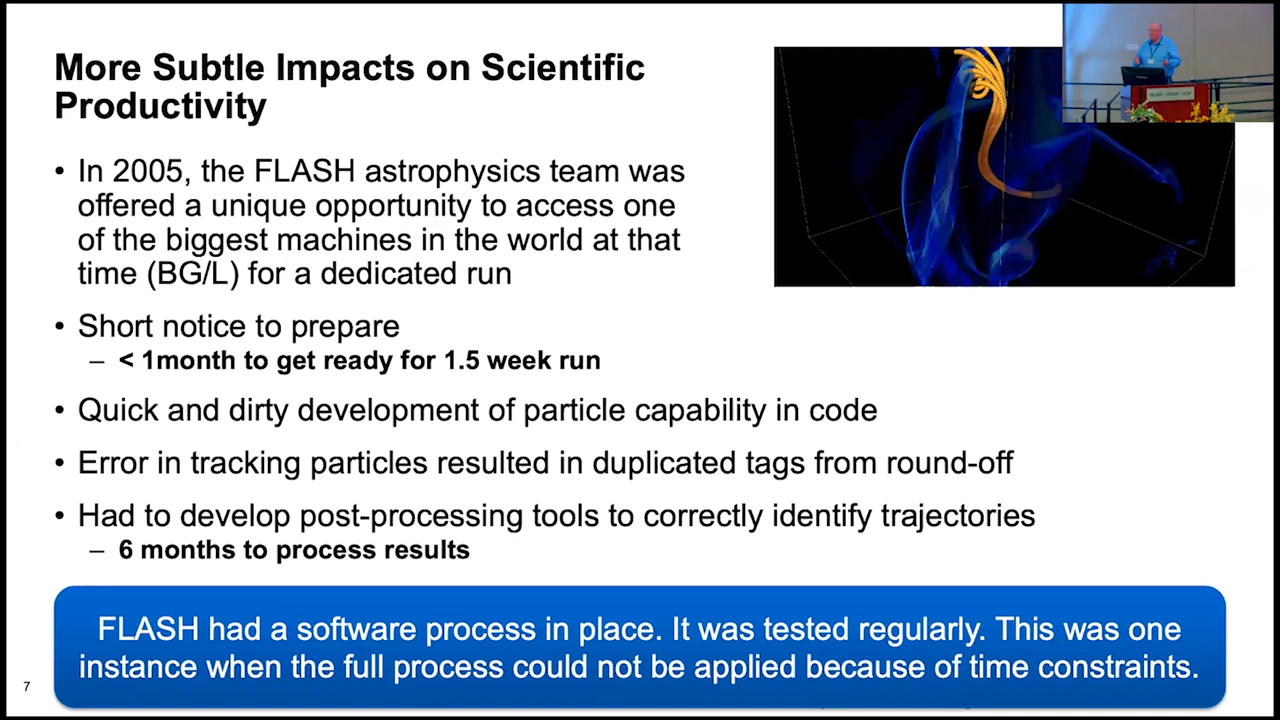 More Subtle Impacts on Scientific
Productivity
• In 2005, the FLASH astrophysics team was
offered a unique opportunity to access one
of the biggest machines in the world at that
time (BG/L) for a dedicated run
• Short notice to prepare
– < 1month to get ready for 1.5 week run
• Quick and dirty development of particle capability in code
• Error in tracking particles resulted in duplicated tags from round-off
• Had to develop post-processing tools to correctly identify trajectories
– 6 months to process results
FLASH had a software process in place. It was tested regularly. This was one
instance when the full process could not be applied because of time constraints.
7